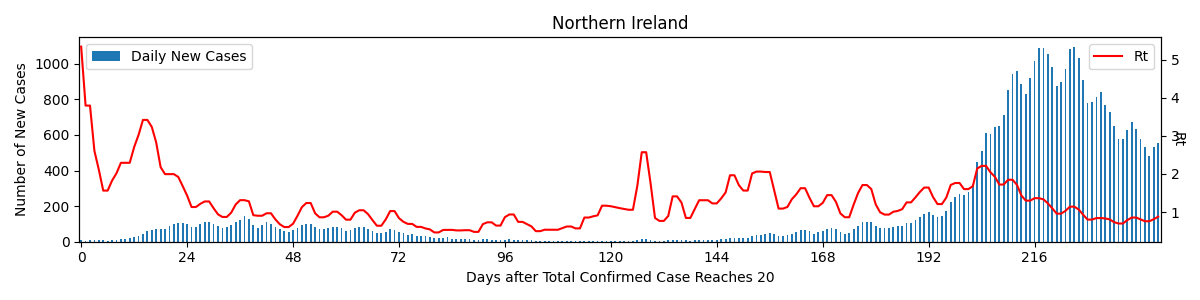 Northern Ireland
Number of New Cases
1000
800
600
400
200
0
Daily New Cases
Rt
5
4
3
2
1
Rt
0 24 48 72 96 120 144 168 192 216
Days after Total Confirmed Case Reaches 20